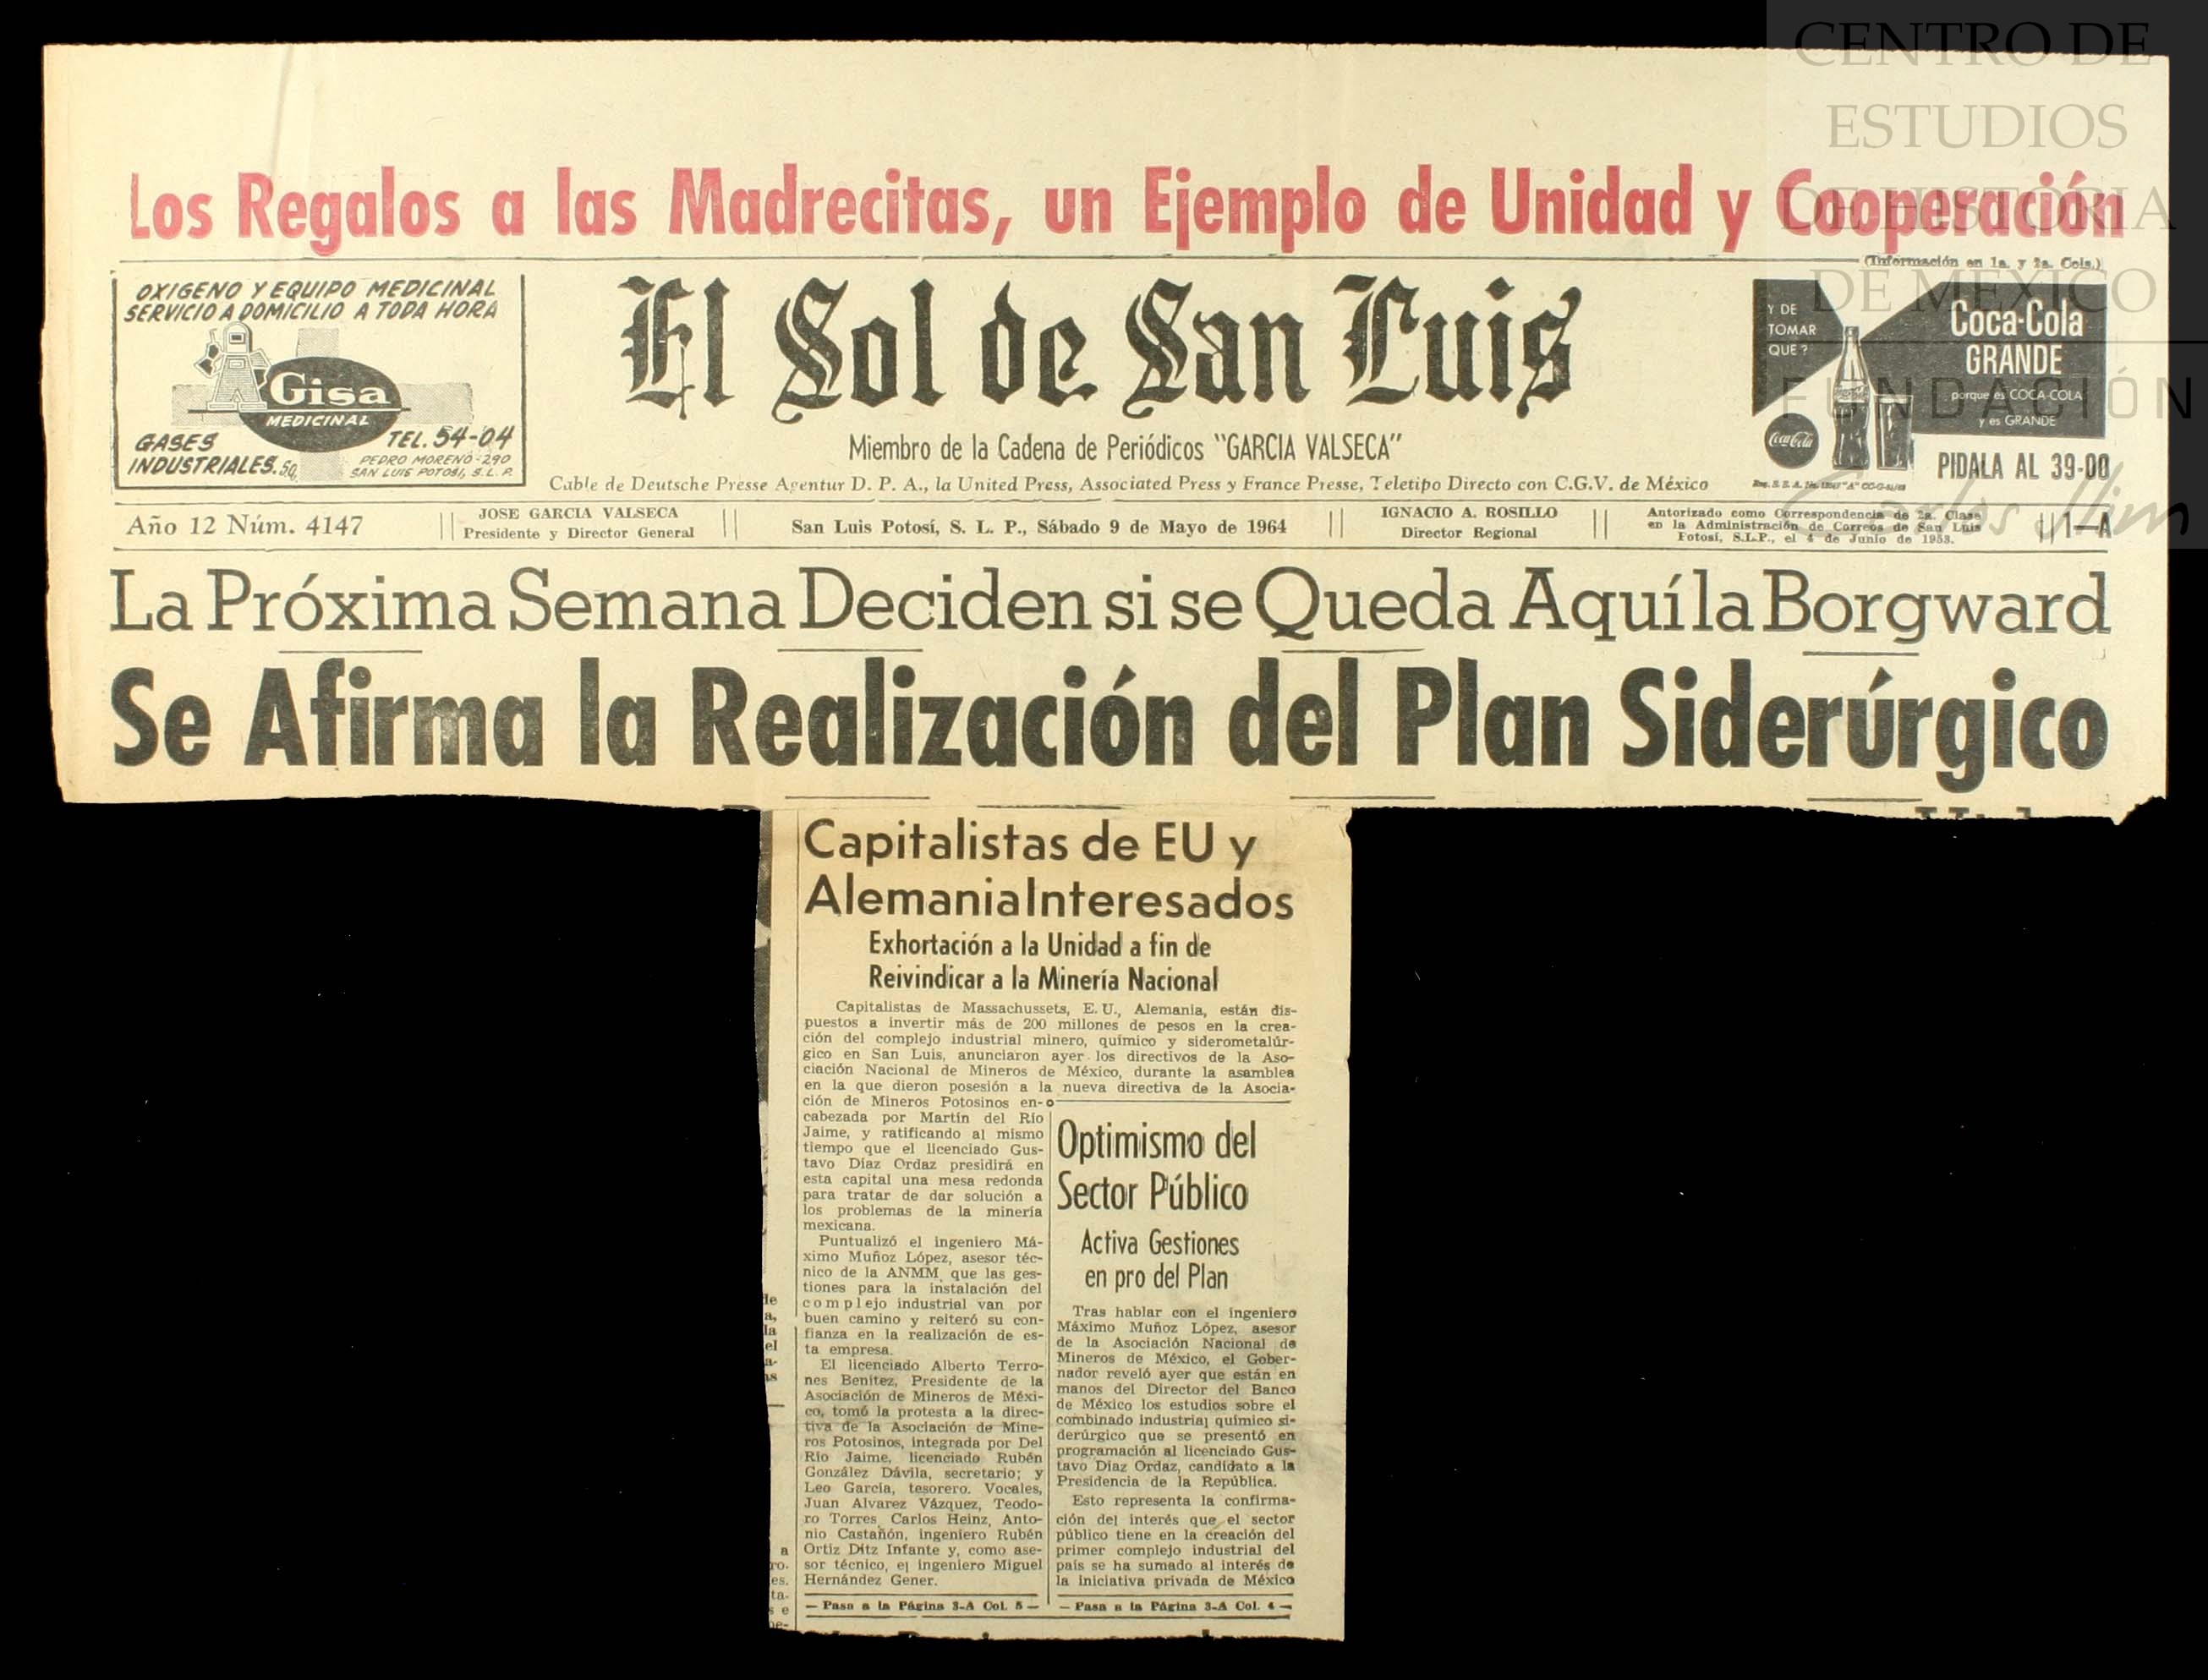 CENTRO DE
ESTUDIOS
DE HISTORIA
DE MÉXICO
FUNDACIÓN
Carlos Slim
Los Regalos a las Madrecitas, un Ejemplo de Unidad y Cooperación
(Información en 1a. y 2a. Cols.)
OXIGENO Y EQUIPO MEDICINAL
SERVICIO A DOMICILIO A TODA HORA
Gisa
MEDICINAL
GASES
INDUSTRIALES.
TEL. 54-04
PEDRO MORENO-290
SAN LUIS POTOSI, S.L.P.
El Sol de San Luis
Miembro de la Cadena de Periódicos "GARCIA VALSECA"
Cable de Deutsche Presse Agentur D. P. A., la United Press, Associated Press y France Presse, Teletipo Directo con C.G.V. de México
Y DE
TOMAR
QUE?
Coca-Cola
GRANDE
porque es COCA-COLA
y es GRANDE
Coca-Cola
PIDALA AL 39-00
Año 12 Núm. 4147
JOSE GARCIA VALSECA
Presidente y Director General
San Luis Potosí, S. L. P., Sábado 9 de Mayo de 1964
IGNACIO A. ROSILLO
Director Regional
Autorizado como Correspondencia de 2a. Clase
en la Administración de Correos de San Luis
Potosí, S.L.P., el 4 de Junio de 1953.
1—A
La Próxima Semana Deciden si se Queda Aquí la Borgward
Se Afirma la Realización del Plan Siderúrgico
Capitalistas de EU y
Alemania Interesados
Exhortación a la Unidad a fin de
Reivindicar a la Minería Nacional
Capitalistas de Massachussets, E. U., Alemania, están dis-
puestos a invertir más de 200 millones de pesos en la crea-
ción del complejo industrial minero, químico y siderometalúr-
gico en San Luis, anunciaron ayer los directivos de la Aso-
ciación Nacional de Mineros de México, durante la asamblea
en la que dieron posesión a la nueva directiva de la Asocia-
ción de Mineros Potosinos en-
cabezada por Martín del Río
Jaime, y ratificando al mismo
tiempo que el licenciado Gus-
tavo Díaz Ordaz presidirá en
esta capital una mesa redonda
para tratar de dar solución a
los problemas de la minería
mexicana.
Puntualizó el ingeniero Má-
ximo Muñoz López, asesor téc-
nico de la ANMM, que las ges-
tiones para la instalación del
complejo industrial van por
buen camino y reiteró su con-
fianza en la realización de es-
ta empresa.
El licenciado Alberto Terro-
nes Benítez, Presidente de la
Asociación de Mineros de Méxi-
co, tomó la protesta a la direc-
tiva de la Asociación de Mine-
ros Potosinos, integrada por Del
Río Jaime, licenciado Rubén
González Dávila, secretario; y
Leo García, tesorero. Vocales,
Juan Alvarez Vázquez, Teodo-
ro Torres, Carlos Heinz, Anto-
nio Castañón, ingeniero Rubén
Ortiz Ditz Infante y, como ase-
sor técnico, el ingeniero Miguel
Hernández Gener.
— Pasa a la Página 3-A Col. 5 —
Optimismo del
Sector Público
Activa Gestiones
en pro del Plan
Tras hablar con el ingeniero
Máximo Muñoz López, asesor
de la Asociación Nacional de
Mineros de México, el Gober-
nador reveló ayer que están en
manos del Director del Banco
de México los estudios sobre el
combinado industrial químico si-
derúrgico que se presentó en
programación al licenciado Gus-
tavo Díaz Ordaz, candidato a la
Presidencia de la República.
Esto representa la confirma-
ción del interés que el sector
público tiene en la creación del
primer complejo industrial del
país se ha sumado al interés de
la iniciativa privada de México
— Pasa a la Página 3-A Col. 4 —